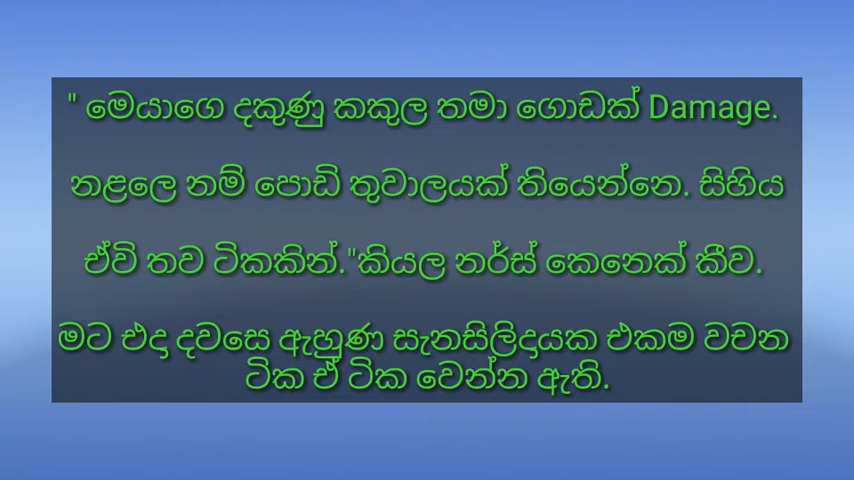 " මෙයාගෙ දකුණු කකුල තමා ගොඩක් Damage.
නළලෙ නම් පොඩි තුවාලයක් තියෙන්නෙ. සිහිය
ඒවි තව ටිකකින්."කියල නර්ස් කෙනෙක් කීව.
මට එදා දවසෙ ඇහුණ සැනසිලිදායක එකම වචන
ටික ඒ ටික වෙන්න ඇති.